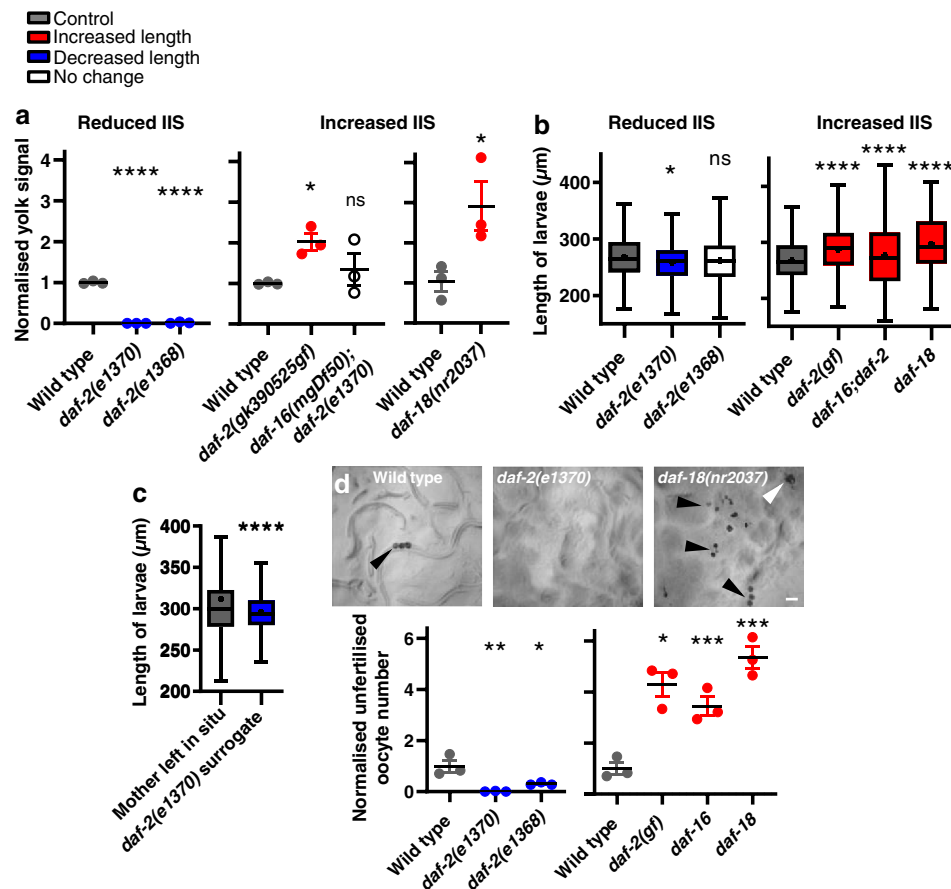 Control
Increased length
Decreased length
No change
a
Reduced IIS
Increased IIS
Normalised yolk signal
4
3
2
1
0
****
****
*
ns
*
Wild type
daf-2(e1370)
daf-2(e1368)
Wild type
daf-2(gk390525gf)
daf-16(mgDf50);
daf-2(e1370)
Wild type
daf-18(nr2037)
b
Reduced IIS
Increased IIS
Length of larvae (µm)
400
300
200
*
ns
****
****
****
Wild type
daf-2(e1370)
daf-2(e1368)
Wild type
daf-2(gf)
daf-16;daf-2
daf-18
c
Length of larvae (µm)
400
350
300
250
200
****
Mother left in situ
daf-2(e1370) surrogate
d
Wild type
daf-2(e1370)
daf-18(nr2037)
Normalised unfertilised
oocyte number
6
4
2
0
**
*
*
***
***
Wild type
daf-2(e1370)
daf-2(e1368)
Wild type
daf-2(gf)
daf-16
daf-18